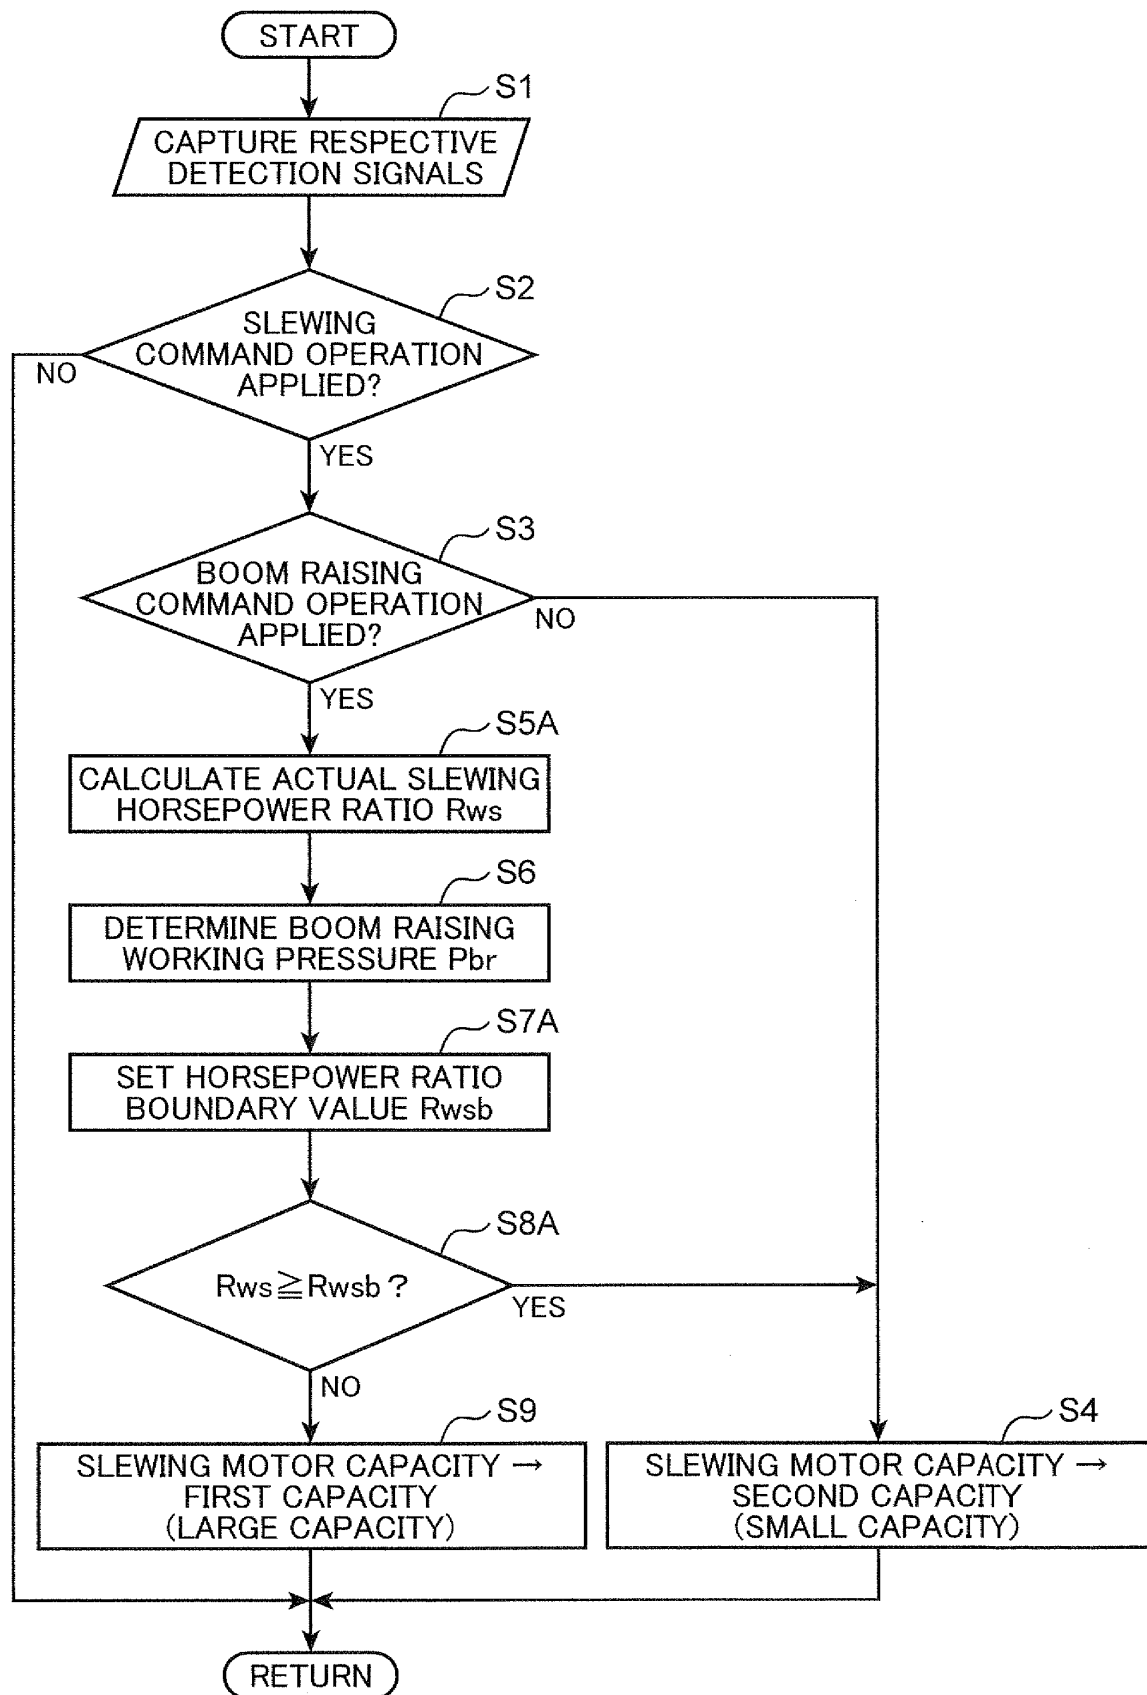 START
S1
CAPTURE RESPECTIVE
DETECTION SIGNALS
S2
SLEWING
COMMAND OPERATION
APPLIED?
NO
YES
S3
BOOM RAISING
COMMAND OPERATION
APPLIED?
NO
YES
S5A
CALCULATE ACTUAL SLEWING
HORSEPOWER RATIO Rws
S6
DETERMINE BOOM RAISING
WORKING PRESSURE Pbr
S7A
SET HORSEPOWER RATIO
BOUNDARY VALUE Rwsb
S8A
Rws≧Rwsb?
YES
NO
S9
SLEWING MOTOR CAPACITY →
FIRST CAPACITY
(LARGE CAPACITY)
S4
SLEWING MOTOR CAPACITY →
SECOND CAPACITY
(SMALL CAPACITY)
RETURN